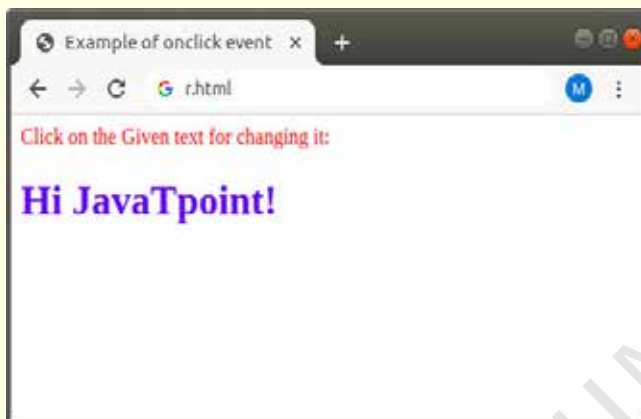 Example of onclick event
r.html
M
Click on the Given text for changing it:
Hi JavaTpoint!